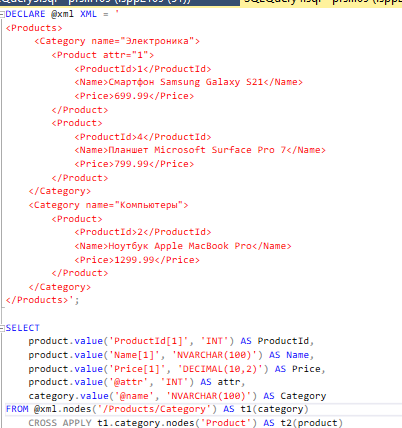 DECLARE @xml XML = '
<Products>
    <Category name="Электроника">
        <Product attr="1">
            <ProductId>1</ProductId>
            <Name>Смартфон Samsung Galaxy S21</Name>
            <Price>699.99</Price>
        </Product>
        <Product>
            <ProductId>4</ProductId>
            <Name>Планшет Microsoft Surface Pro 7</Name>
            <Price>799.99</Price>
        </Product>
    </Category>
    <Category name="Компьютеры">
        <Product>
            <ProductId>2</ProductId>
            <Name>Ноутбук Apple MacBook Pro</Name>
            <Price>1299.99</Price>
        </Product>
    </Category>
</Products>';
SELECT
    product.value('ProductId[1]', 'INT') AS ProductId,
    product.value('Name[1]', 'NVARCHAR(100)') AS Name,
    product.value('Price[1]', 'DECIMAL(10,2)') AS Price,
    product.value('@attr', 'INT') AS attr,
    category.value('@name', 'NVARCHAR(100)') AS Category
FROM @xml.nodes('/Products/Category') AS t1(category)
    CROSS APPLY t1.category.nodes('Product') AS t2(product)